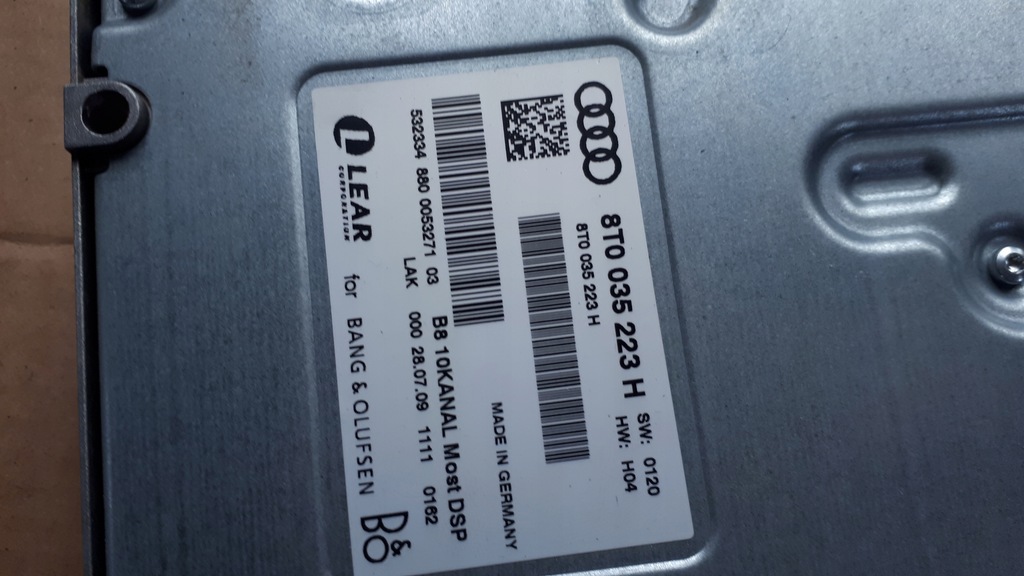 8T0 035 223 H SW: 0120
8T0 035 223 H HW: H04
MADE IN GERMANY
B8 10KANAL Most DSP
532334 880 0053271 03
LAK 000 28.07.09 1111 0162
LEAR
CORPORATION
for BANG & OLUFSEN
B&O